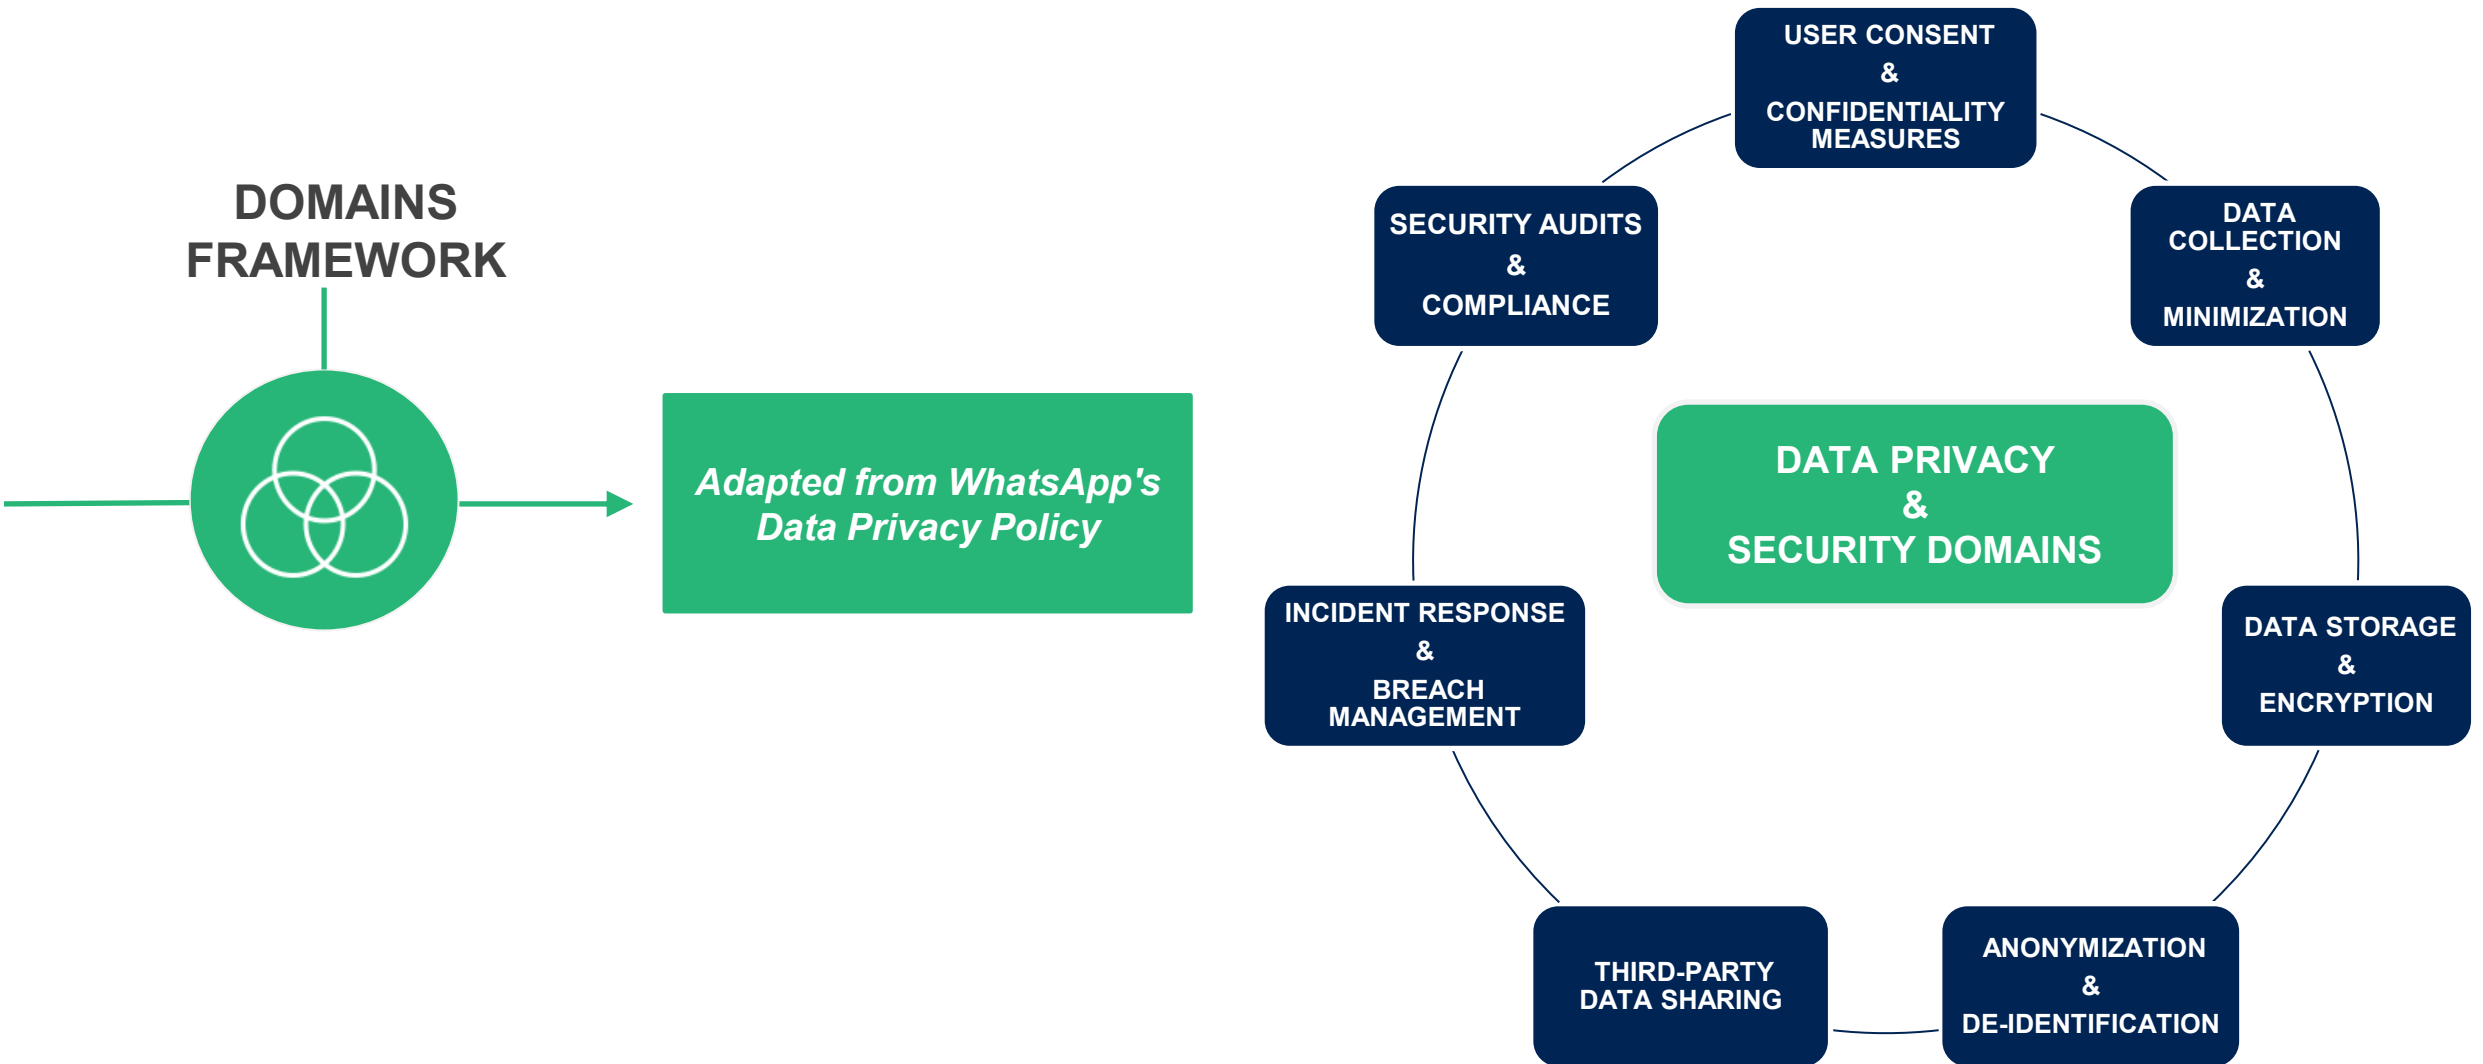 DOMAINS
FRAMEWORK
Adapted from WhatsApp's
Data Privacy Policy
DATA PRIVACY
&
SECURITY DOMAINS
USER CONSENT
&
CONFIDENTIALITY
MEASURES
DATA
COLLECTION
&
MINIMIZATION
DATA STORAGE
&
ENCRYPTION
ANONYMIZATION
&
DE-IDENTIFICATION
THIRD-PARTY
DATA SHARING
INCIDENT RESPONSE
&
BREACH
MANAGEMENT
SECURITY AUDITS
&
COMPLIANCE